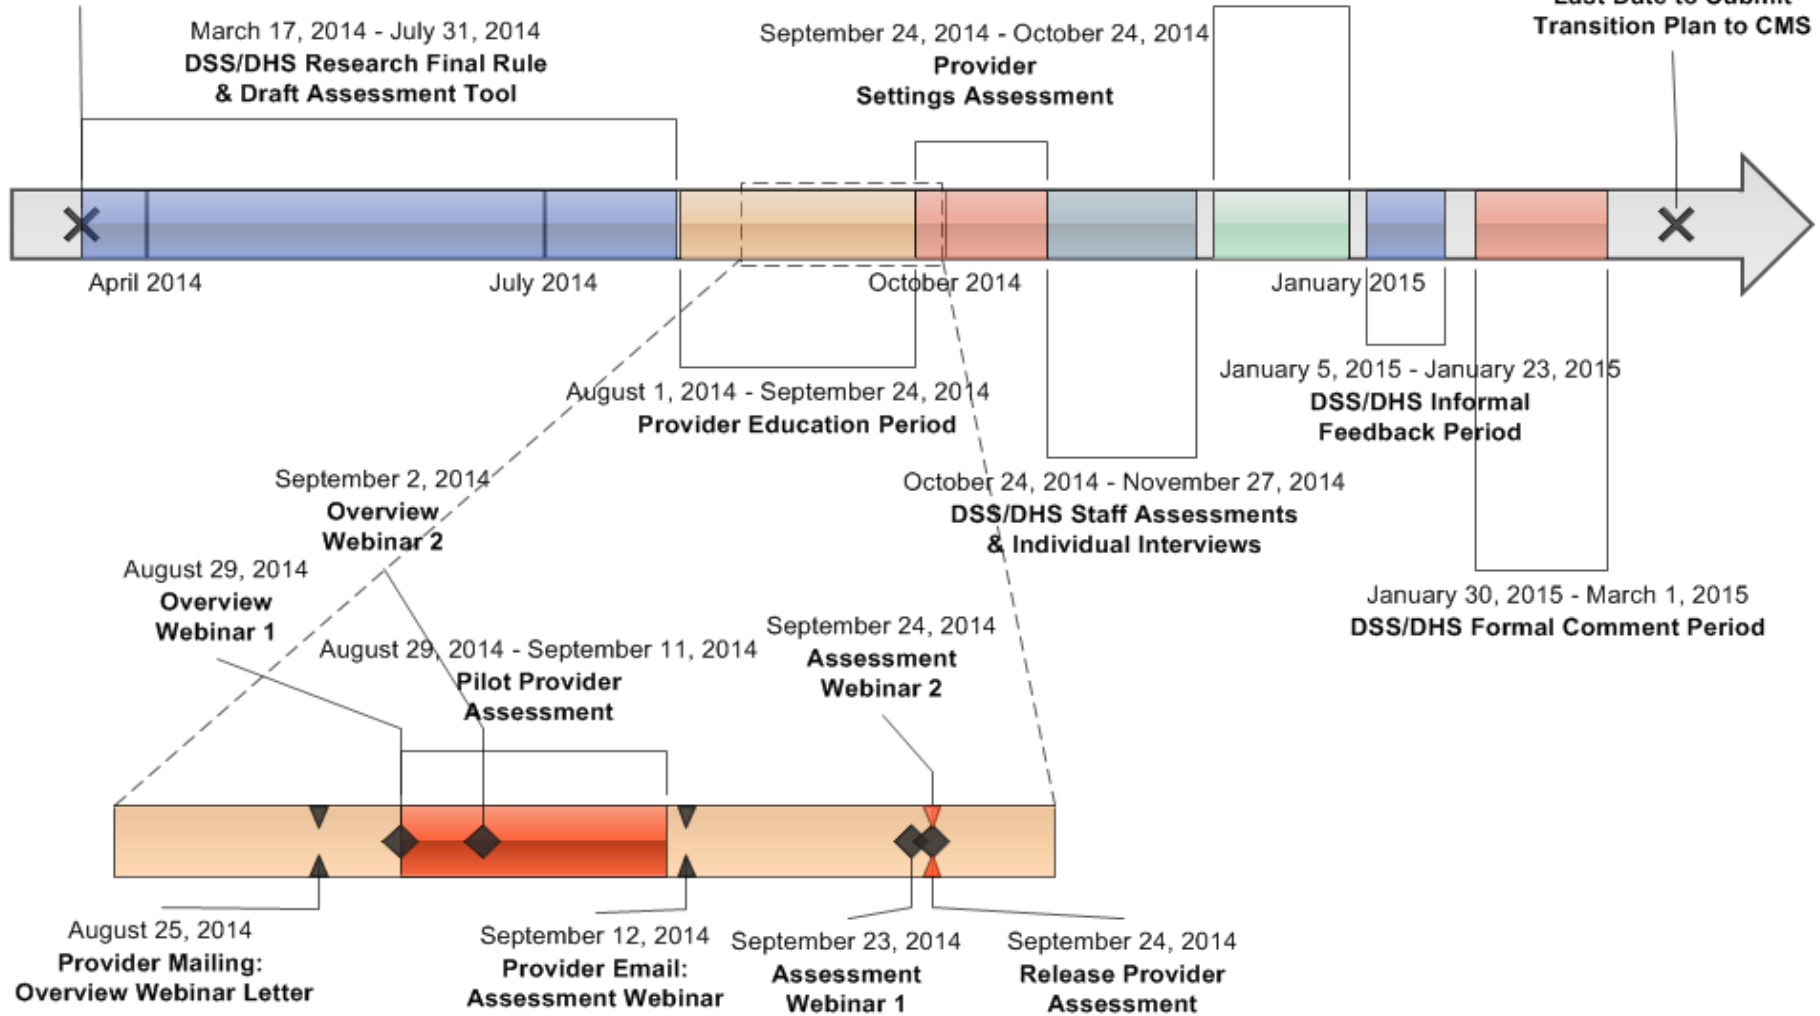 Last Date to Submit
Transition Plan to CMS
March 17, 2014 - July 31, 2014
DSS/DHS Research Final Rule
& Draft Assessment Tool
September 24, 2014 - October 24, 2014
Provider
Settings Assessment
April 2014
July 2014
October 2014
January 2015
August 1, 2014 - September 24, 2014
Provider Education Period
January 5, 2015 - January 23, 2015
DSS/DHS Informal
Feedback Period
October 24, 2014 - November 27, 2014
DSS/DHS Staff Assessments
& Individual Interviews
January 30, 2015 - March 1, 2015
DSS/DHS Formal Comment Period
September 2, 2014
Overview
Webinar 2
August 29, 2014
Overview
Webinar 1
August 29, 2014 - September 11, 2014
Pilot Provider
Assessment
September 24, 2014
Assessment
Webinar 2
August 25, 2014
Provider Mailing:
Overview Webinar Letter
September 12, 2014
Provider Email:
Assessment Webinar
September 23, 2014
Assessment
Webinar 1
September 24, 2014
Release Provider
Assessment